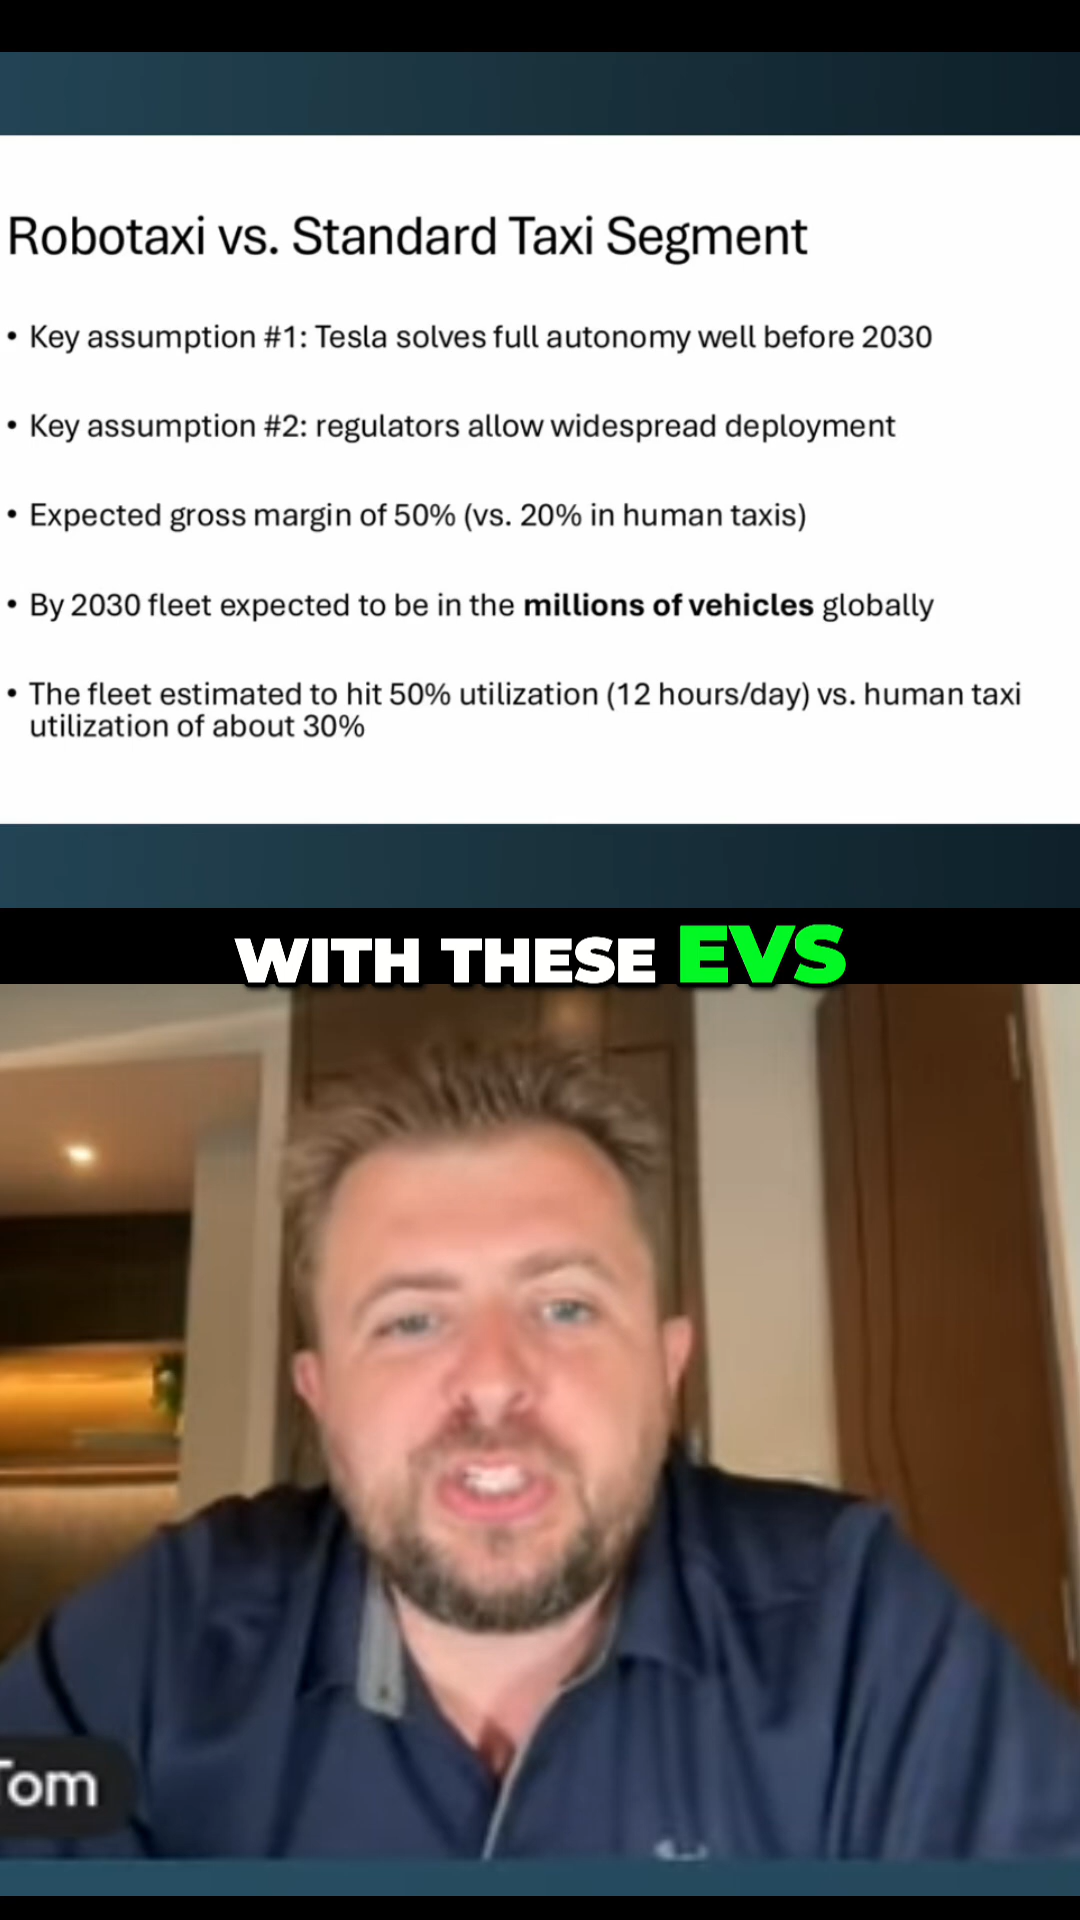 Robotaxi vs. Standard Taxi Segment
• Key assumption #1: Tesla solves full autonomy well before 2030
• Key assumption #2: regulators allow widespread deployment
• Expected gross margin of 50% (vs. 20% in human taxis)
• By 2030 fleet expected to be in the millions of vehicles globally
• The fleet estimated to hit 50% utilization (12 hours/day) vs. human taxi
utilization of about 30%
WITH THESE EVS
Tom